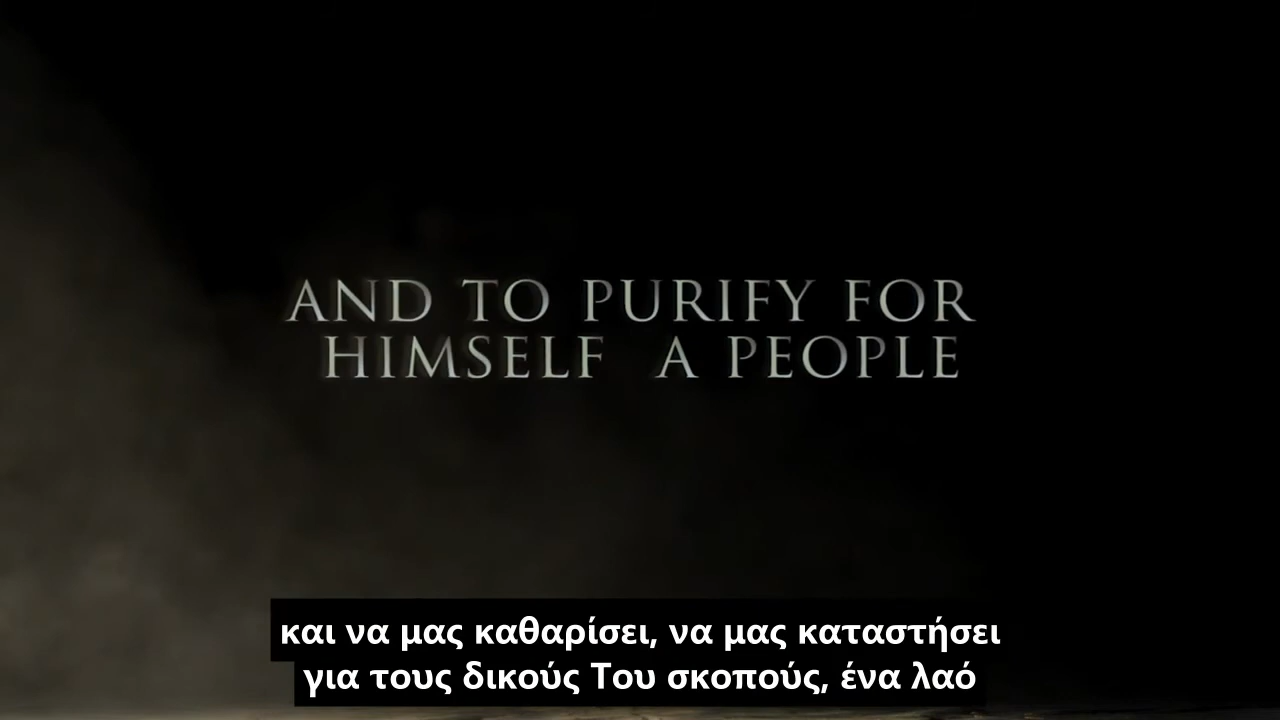 AND TO PURIFY FOR
HIMSELF A PEOPLE
και να μας καθαρίσει, να μας καταστήσει
για τους δικούς Του σκοπούς, ένα λαό